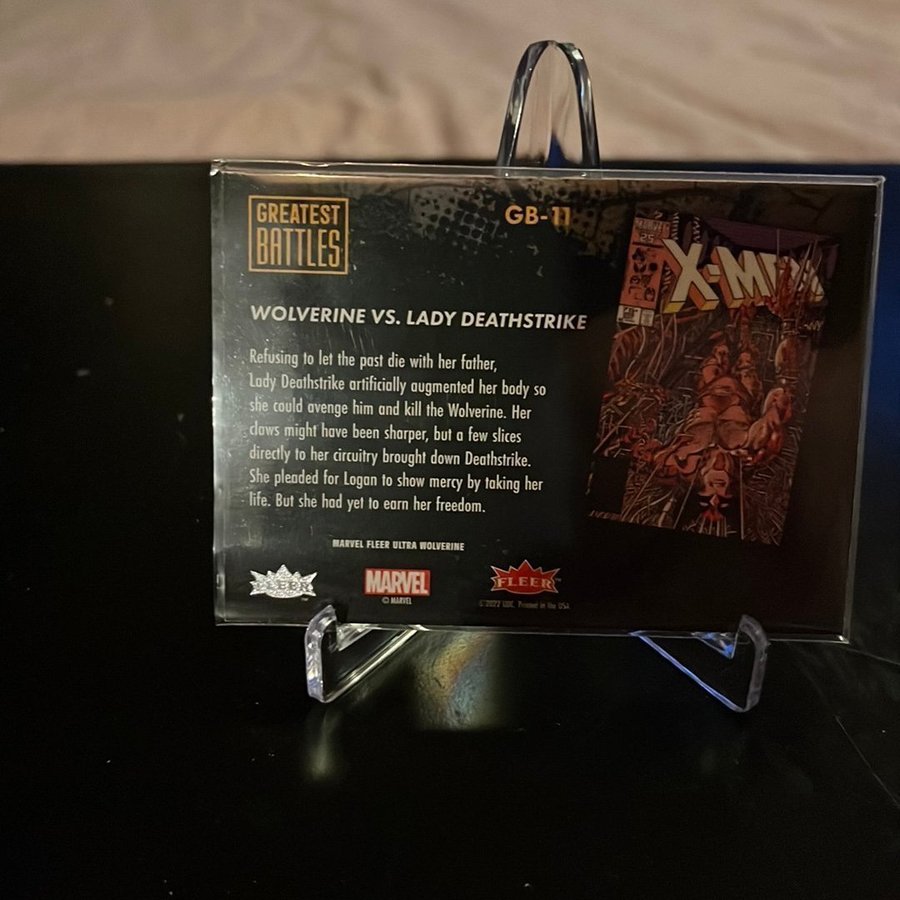 GREATEST
BATTLES
GB-11
X-MEN
WOLVERINE VS. LADY DEATHSTRIKE
Refusing to let the past die with her father,
Lady Deathstrike artificially augmented her body so
she could avenge him and kill the Wolverine. Her
claws might have been sharper, but a few slices
directly to her circuitry brought down Deathstrike.
She pleaded for Logan to show mercy by taking her
life. But she had yet to earn her freedom.
MARVEL FLEER ULTRA WOLVERINE
FLEER
MARVEL
© MARVEL
FLEER
©2022 UDC. Printed in the USA